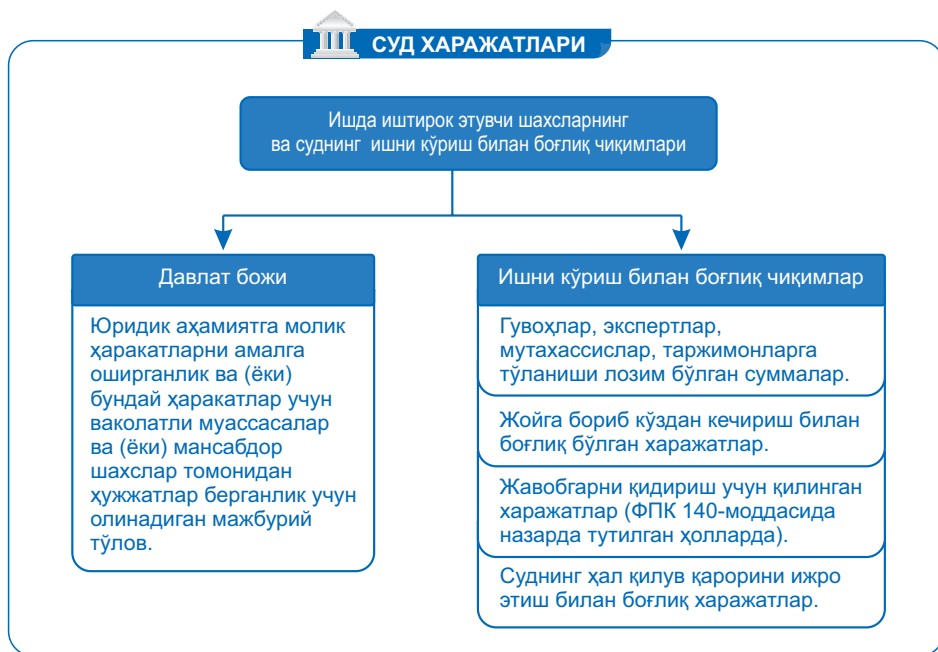 СУД ХАРАЖАТЛАРИ
Ишда иштирок этувчи шахсларнинг
ва суднинг ишни кўриш билан боғлиқ чиқимлари
Давлат божи
Юридик аҳамиятга молик
ҳаракатларни амалга
оширганлик ва (ёки)
бундай ҳаракатлар учун
ваколатли муассасалар
ва (ёки) мансабдор
шахслар томонидан
ҳужжатлар берганлик учун
олинадиган мажбурий
тўлов.
Ишни кўриш билан боғлиқ чиқимлар
Гувоҳлар, экспертлар,
мутахассислар, таржимонларга
тўланиши лозим бўлган суммалар.
Жойга бориб кўздан кечириш билан
боғлиқ бўлган харажатлар.
Жавобгарни қидириш учун қилинган
харажатлар (ФПК 140-моддасида
назарда тутилган ҳолларда).
Суднинг ҳал қилув қарорини ижро
этиш билан боғлиқ харажатлар.